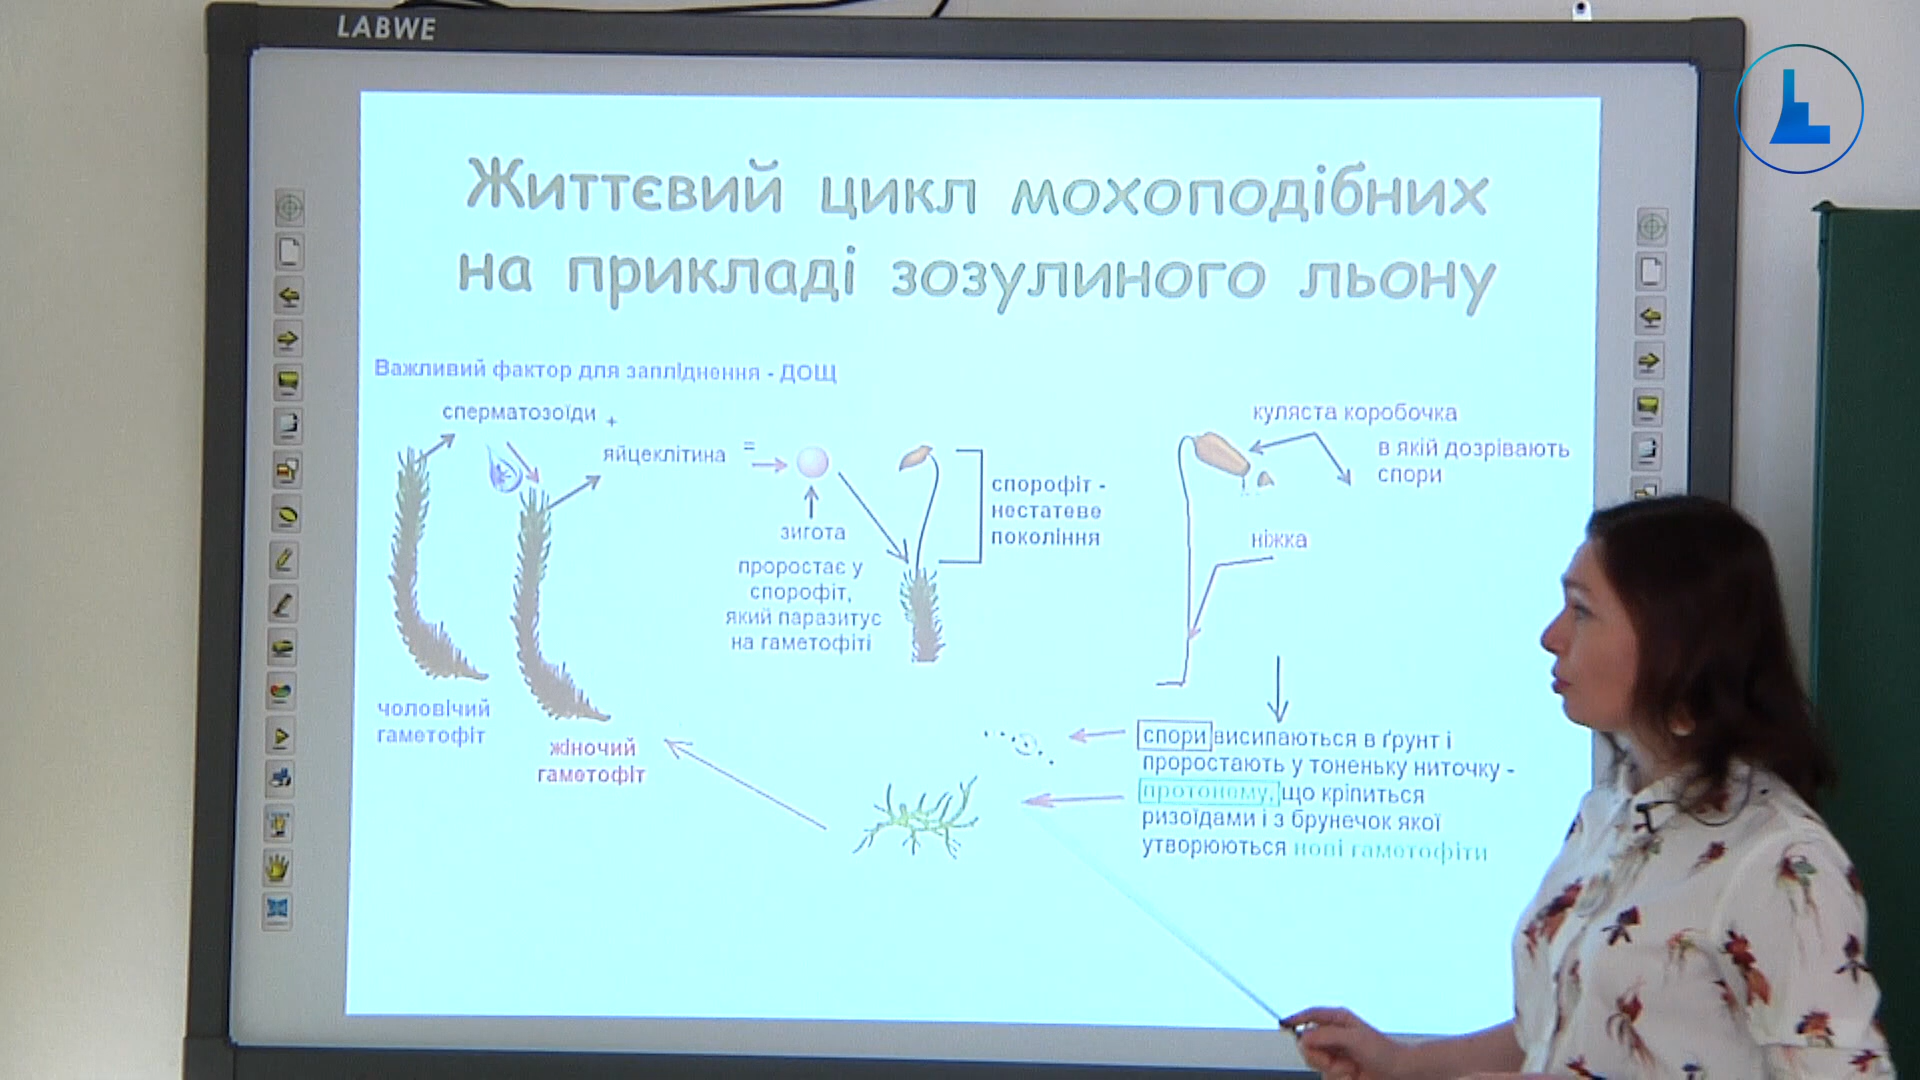 LABWE
Життєвий цикл мохоподібних
на прикладі зозулиного льону
Важливий фактор для запліднення - ДОЩ
сперматозоїди +
яйцеклітина =
зигота
проростає у
спорофіт,
який паразитує
на гаметофіті
спорофіт -
нестатеве
покоління
куляста коробочка
в якій дозрівають
спори
ніжка
чоловічий
гаметофіт
жіночий
гаметофіт
спори висипаються в ґрунт і
проростають у тоненьку ниточку -
протонему, що кріпиться
ризоїдами і з брунечок якої
утворюються нові гаметофіти
L